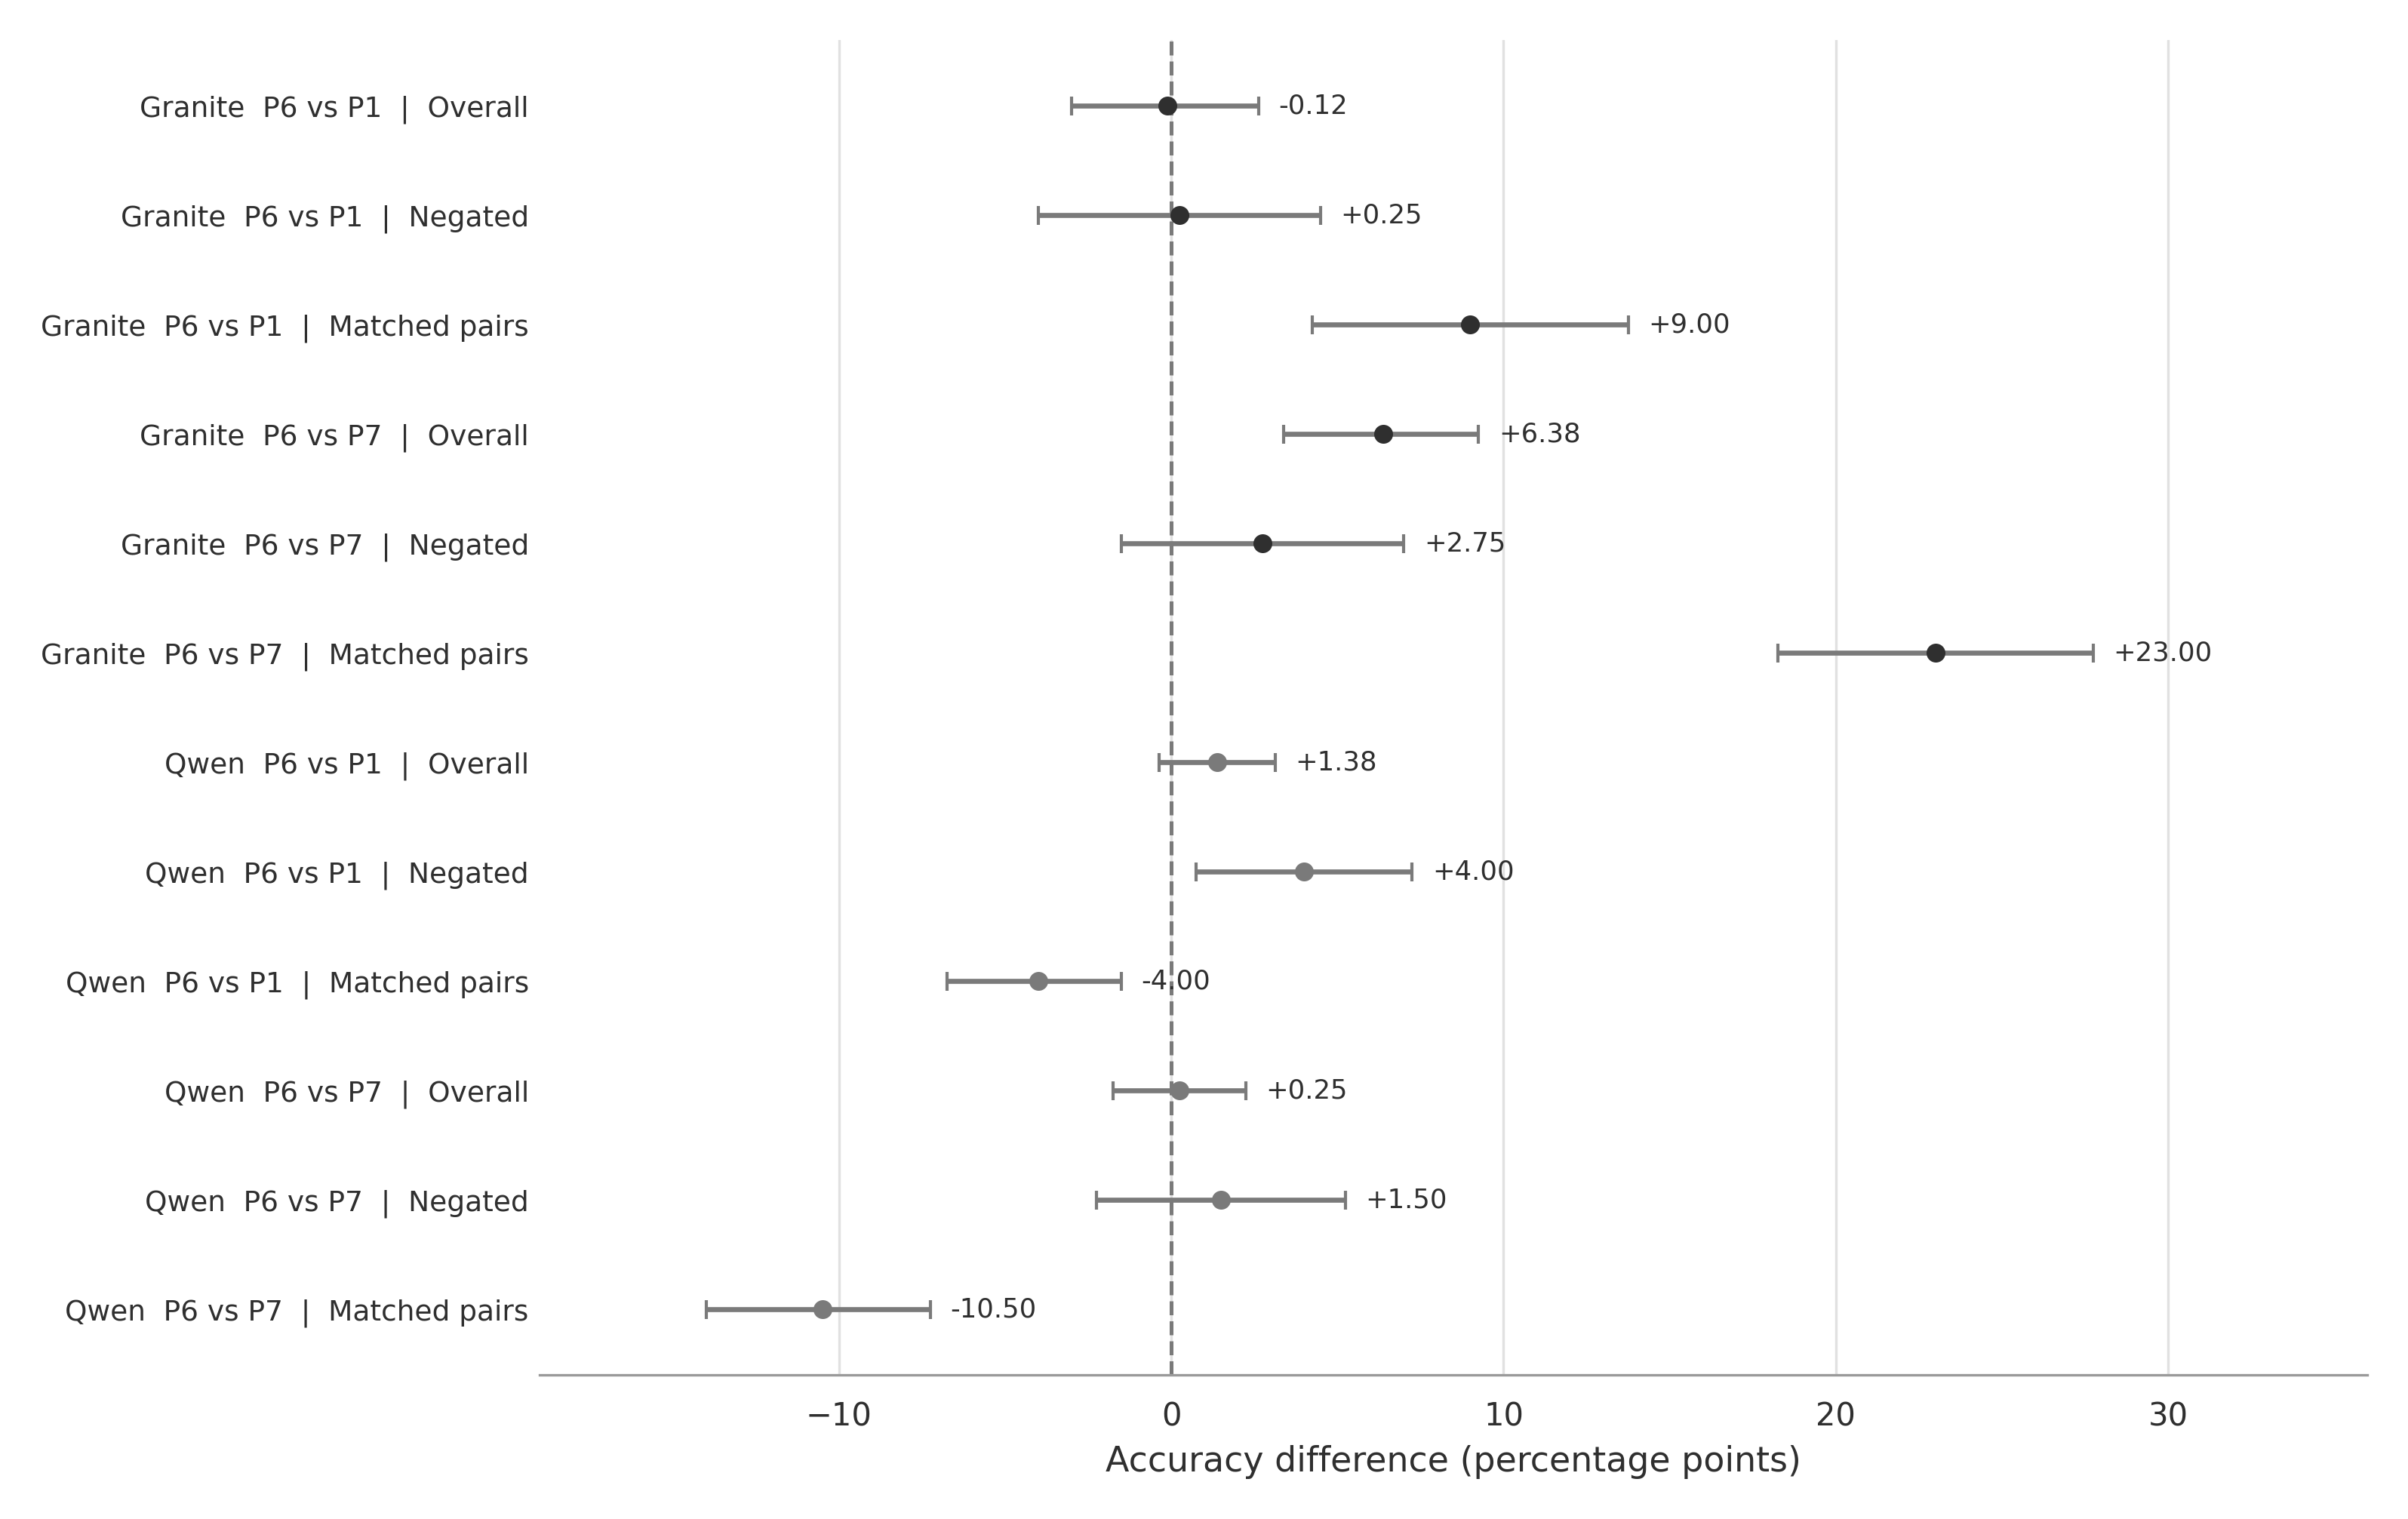 Granite  P6 vs P1  |  Overall  -0.12
Granite  P6 vs P1  |  Negated  +0.25
Granite  P6 vs P1  |  Matched pairs  +9.00
Granite  P6 vs P7  |  Overall  +6.38
Granite  P6 vs P7  |  Negated  +2.75
Granite  P6 vs P7  |  Matched pairs  +23.00
Qwen  P6 vs P1  |  Overall  +1.38
Qwen  P6 vs P1  |  Negated  +4.00
Qwen  P6 vs P1  |  Matched pairs  -4.00
Qwen  P6 vs P7  |  Overall  +0.25
Qwen  P6 vs P7  |  Negated  +1.50
Qwen  P6 vs P7  |  Matched pairs  -10.50
−10  0  10  20  30
Accuracy difference (percentage points)